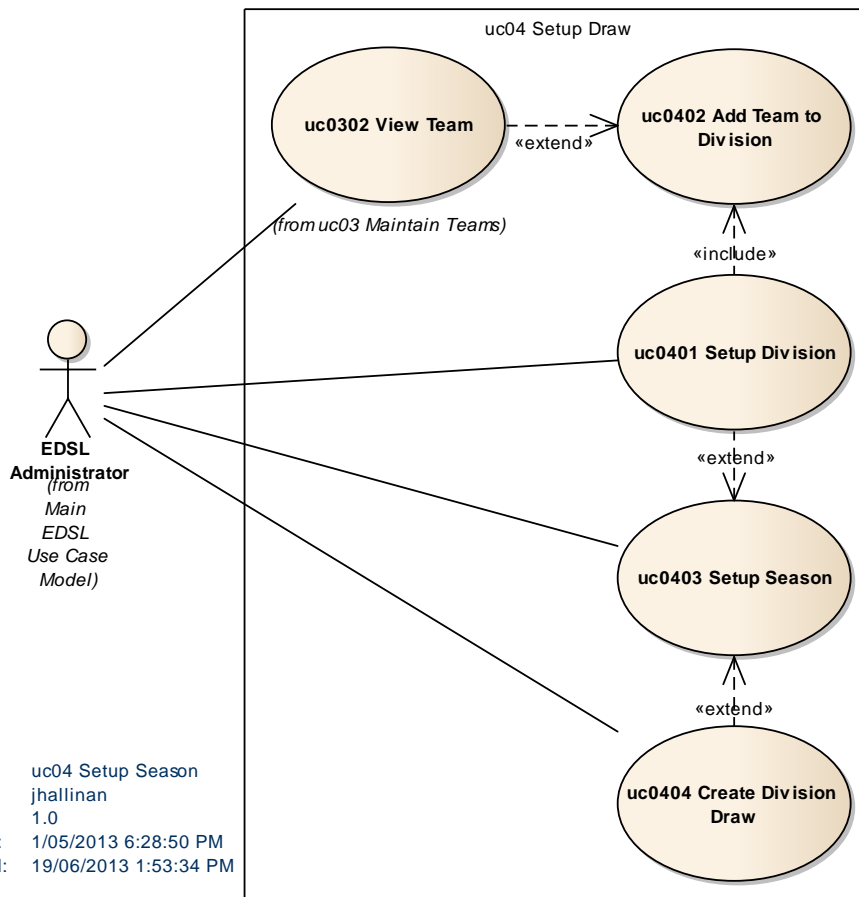 uc04 Setup Draw
uc0302 View Team
uc0402 Add Team to
Division
«extend»
(from uc03 Maintain Teams)
«include»
uc0401 Setup Division
EDSL
Administrator
(from
Main
EDSL
Use Case
Model)
«extend»
uc0403 Setup Season
«extend»
uc0404 Create Division
Draw
uc04 Setup Season
jhallinan
1.0
: 1/05/2013 6:28:50 PM
: 19/06/2013 1:53:34 PM